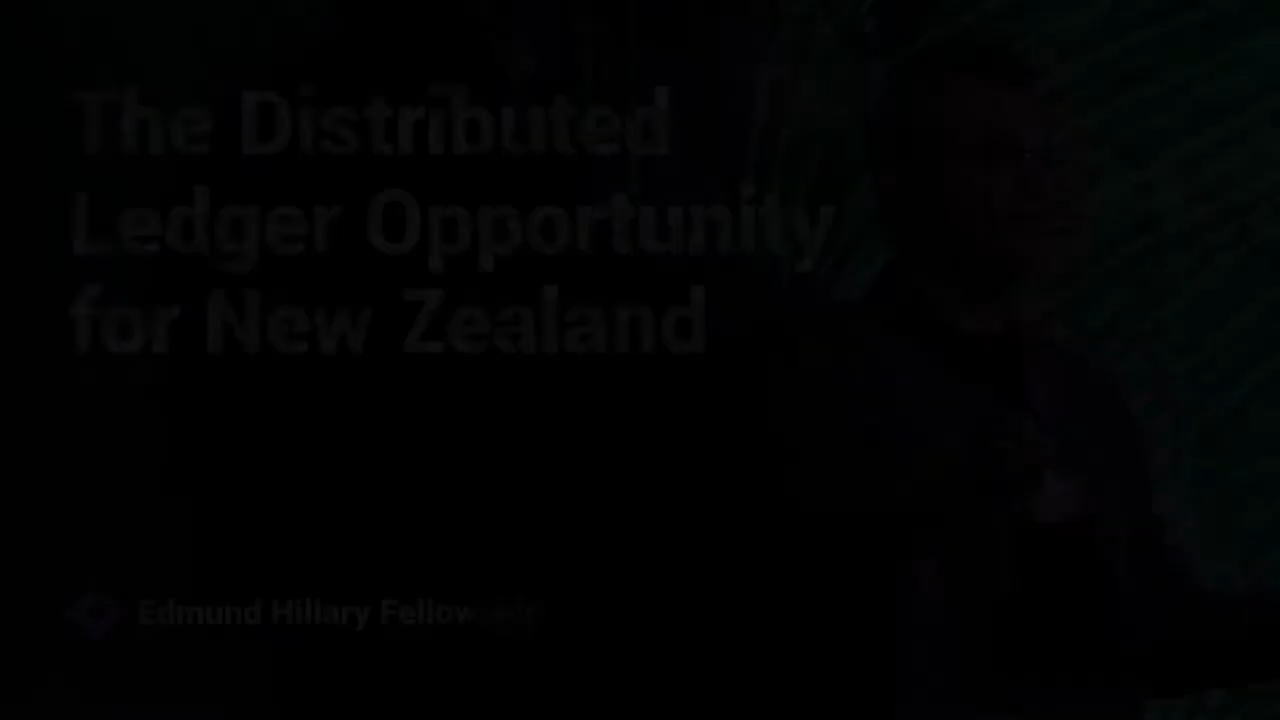 The Distributed
Ledger Opportunity
for New Zealand
Edmund Hillary Fellowship